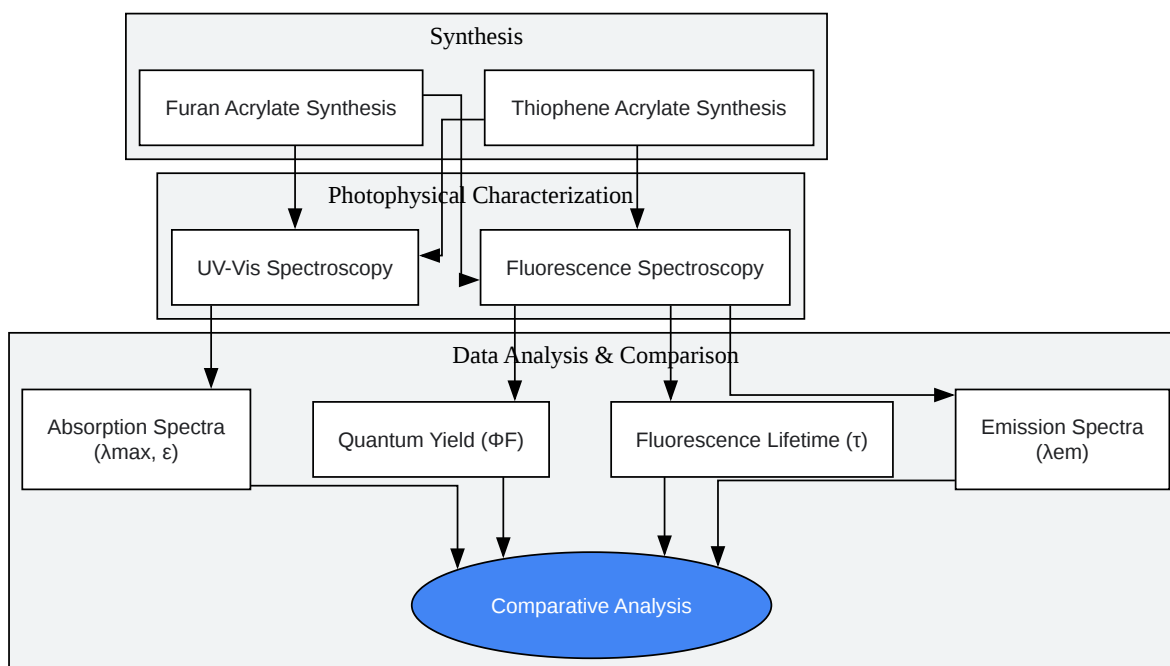 Synthesis
Furan Acrylate Synthesis
Thiophene Acrylate Synthesis
Photophysical Characterization
UV-Vis Spectroscopy
Fluorescence Spectroscopy
Data Analysis & Comparison
Absorption Spectra
(λmax, ε)
Quantum Yield (ΦF)
Fluorescence Lifetime (τ)
Emission Spectra
(λem)
Comparative Analysis